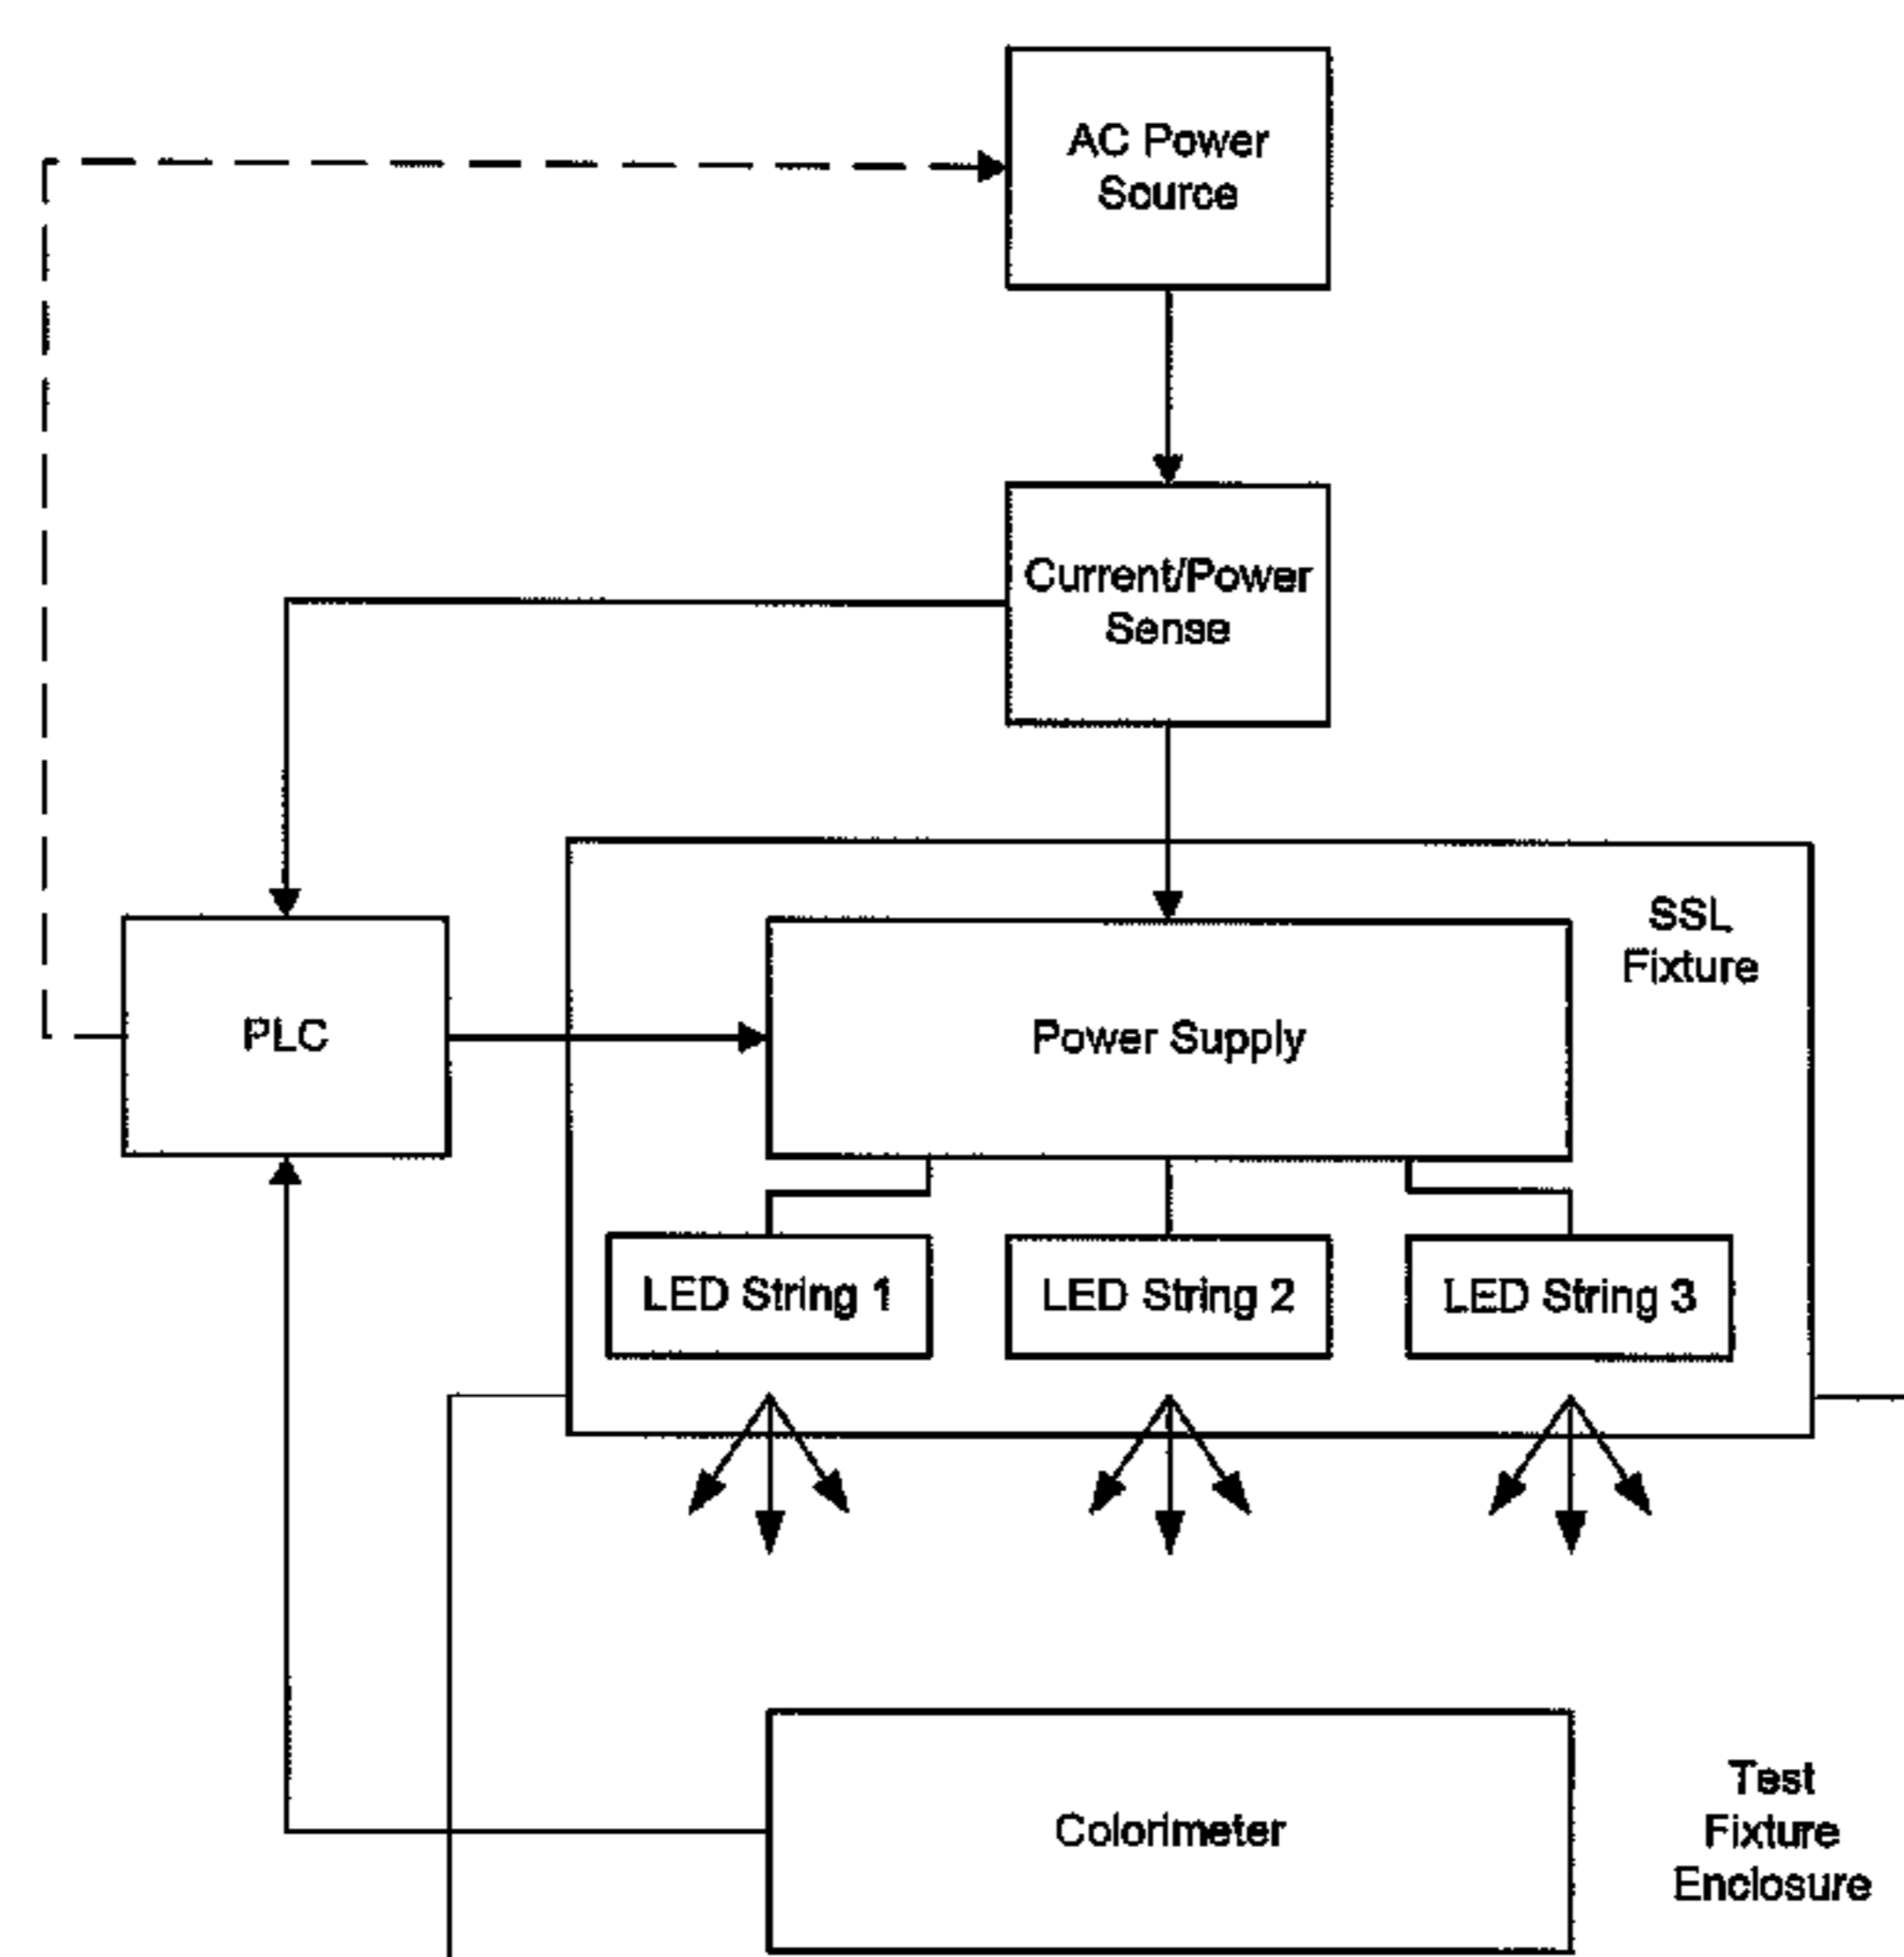 AC Power
Source
Current/Power
Sense
SSL
Fixture
PLC
Power Supply
LED String 1
LED String 2
LED String 3
Colorimeter
Test
Fixture
Enclosure